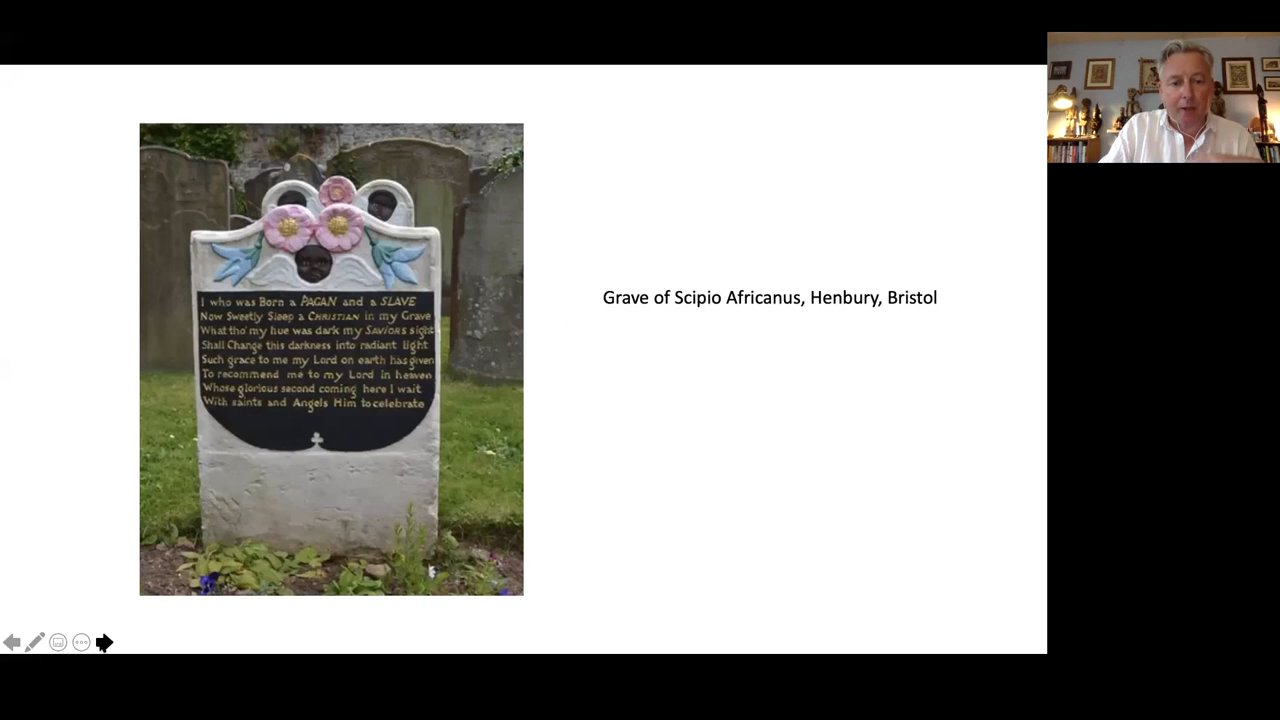 I who was Born a PAGAN and a SLAVE
Now Sweetly Sleep a CHRISTIAN in my Grave
What tho' my hue was dark my SAVIORS sight
Shall Change this darkness into radiant light
Such grace to me my Lord on earth has given
To recommend me to my Lord in heaven
Whose glorious second coming here I wait
With saints and Angels Him to celebrate
Grave of Scipio Africanus, Henbury, Bristol